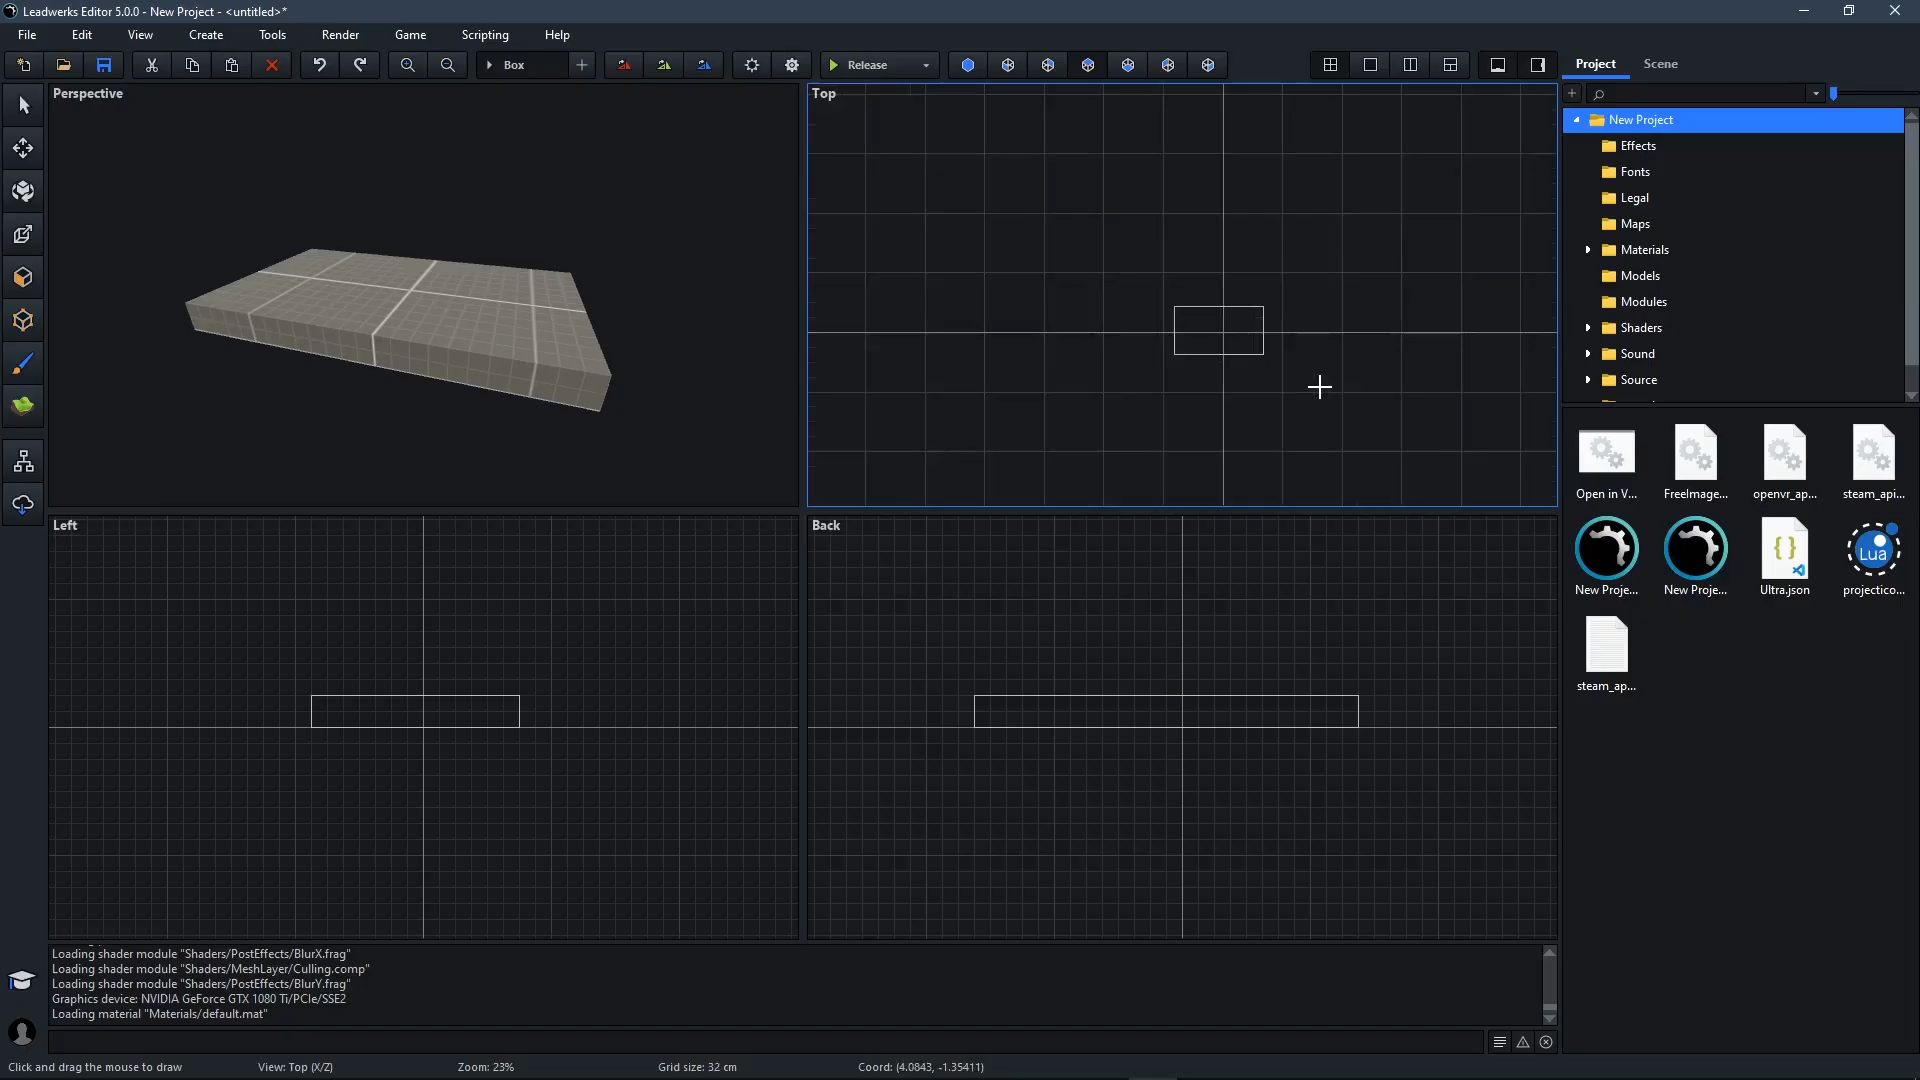 Leadwerks Editor 5.0.0 - New Project - <untitled>*
File Edit View Create Tools Render Game Scripting Help
Box
Release
Project Scene
Perspective
Top
New Project
Effects
Fonts
Legal
Maps
Materials
Models
Modules
Shaders
Sound
Source
Open in V...
FreeImage...
openvr_ap...
steam_api...
Lua
New Proje...
New Proje...
Ultra.json
projectico...
steam_ap...
Left
Back
Loading shader module "Shaders/PostEffects/BlurX.frag"
Loading shader module "Shaders/MeshLayer/Culling.comp"
Loading shader module "Shaders/PostEffects/BlurY.frag"
Graphics device: NVIDIA GeForce GTX 1080 Ti/PCIe/SSE2
Loading material "Materials/default.mat"
Click and drag the mouse to draw View: Top (X/Z) Zoom: 23% Grid size: 32 cm Coord: (4.0843, -1.35411)